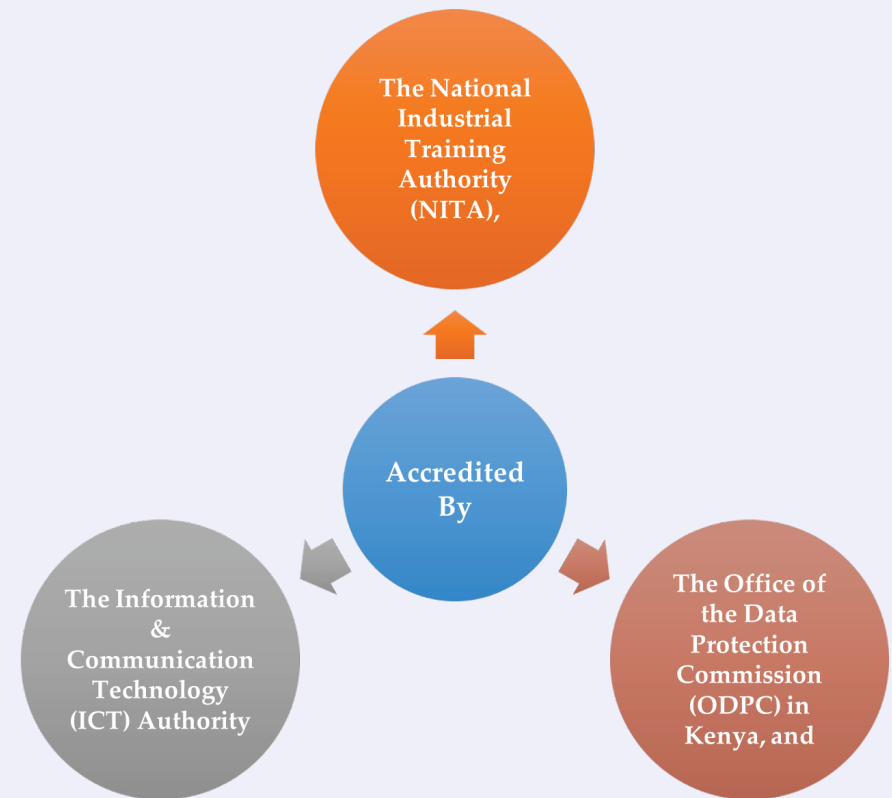 The National
Industrial
Training
Authority
(NITA),
Accredited
By
The Office of
the Data
Protection
Commission
(ODPC) in
Kenya, and
The Information
&
Communication
Technology
(ICT) Authority